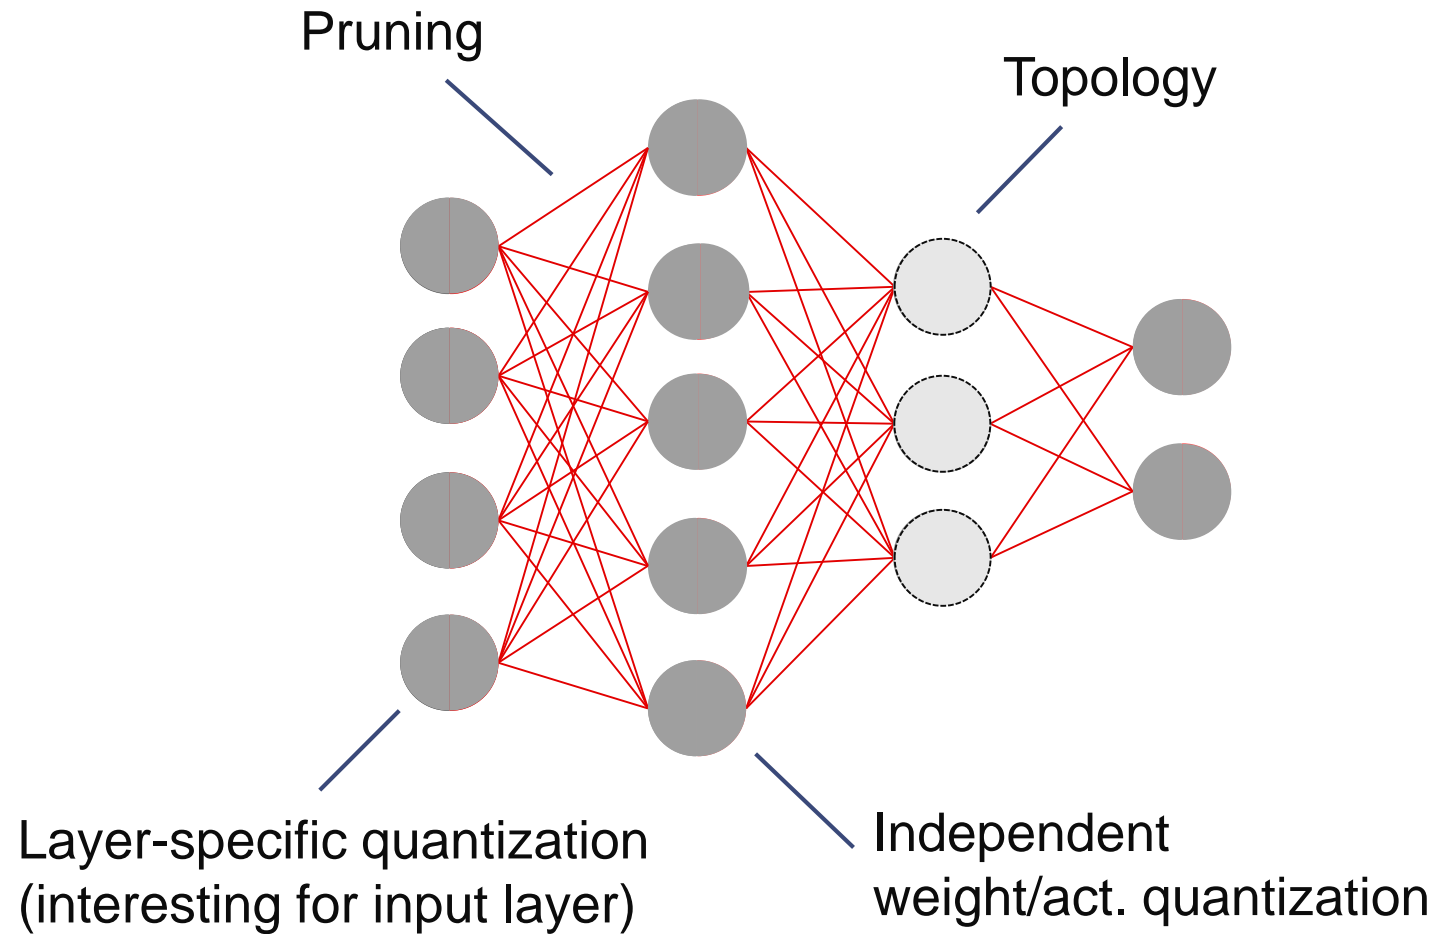 Pruning
Topology
Layer-specific quantization
(interesting for input layer)
Independent
weight/act. quantization